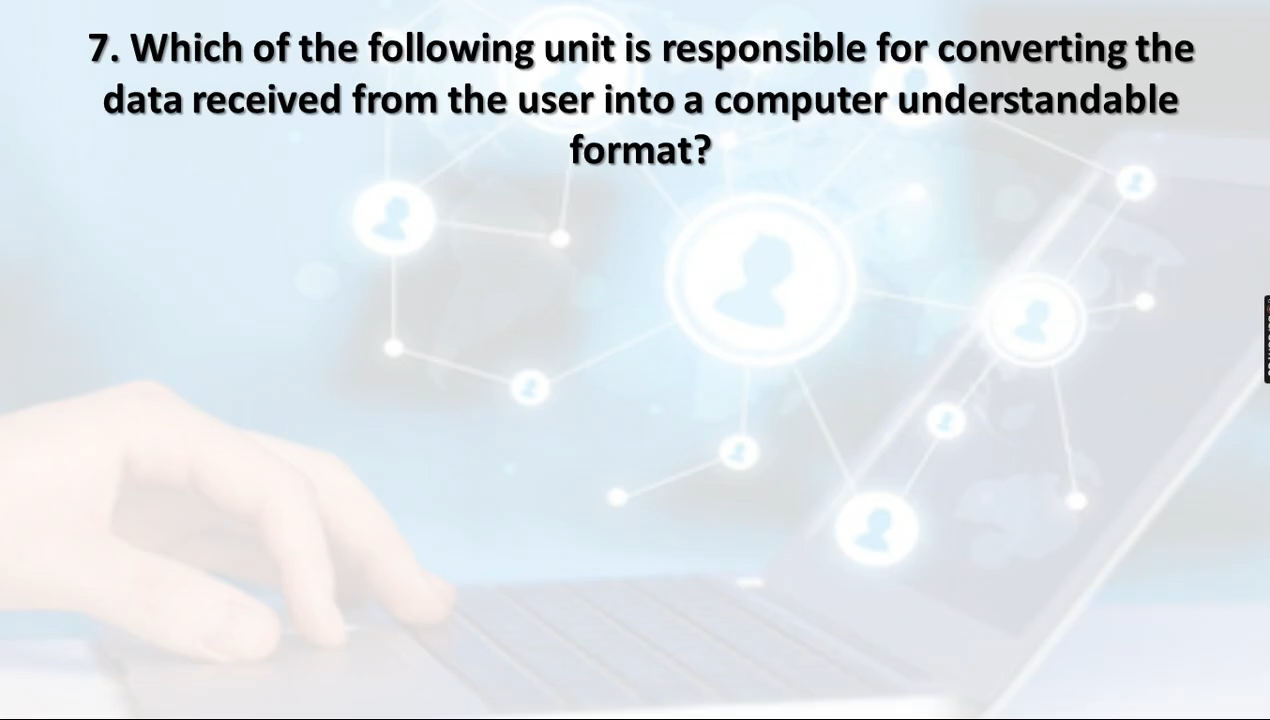 7. Which of the following unit is responsible for converting the
data received from the user into a computer understandable
format?